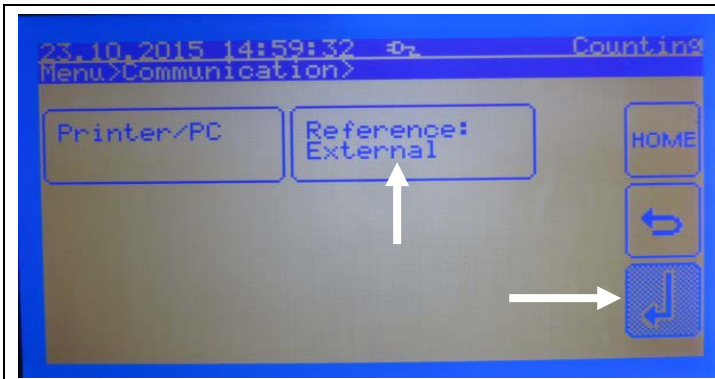 23.10.2015 14:59:32 Counting
Menu>Communication>
Printer/PC
Reference:
External
HOME